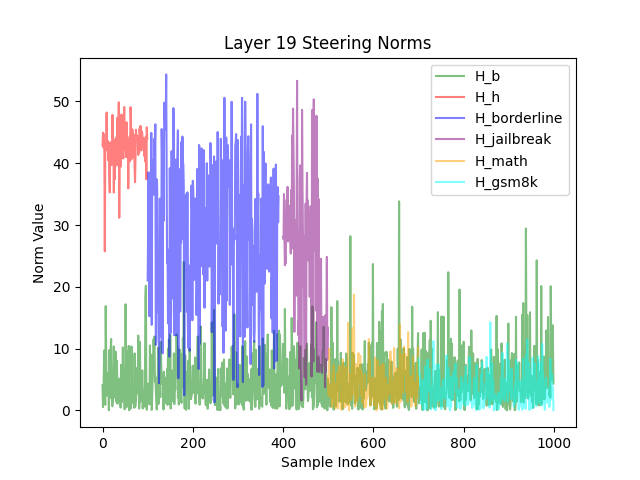 Layer 19 Steering Norms
H_b
H_h
H_borderline
H_jailbreak
H_math
H_gsm8k
Norm Value
50
40
30
20
10
0
0
200
400
600
800
1000
Sample Index